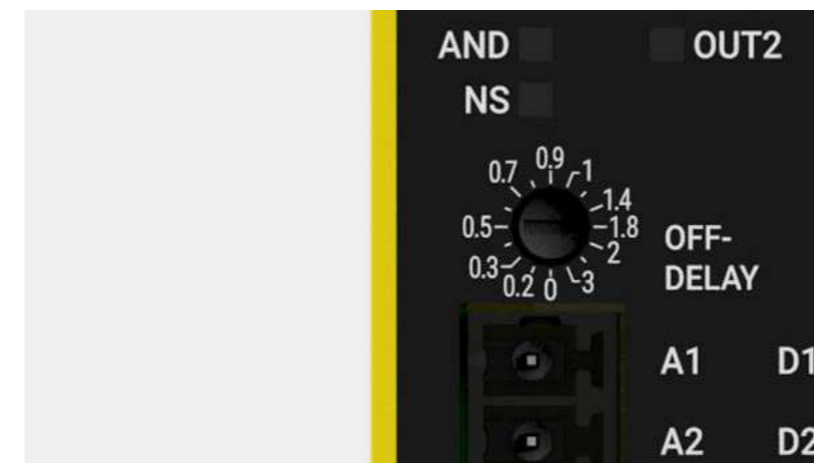 AND OUT2
NS
0.9
0.7 1
1.4
0.5 1.8
OFF-
2
0.3
DELAY
0.2 0 3
A1 D1
A2 D2